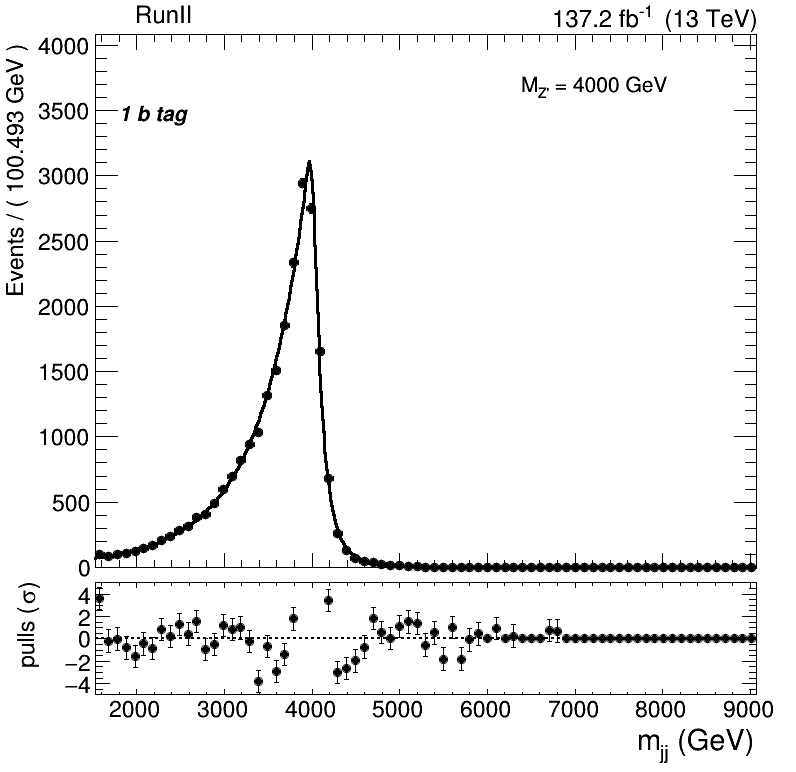 RunII
137.2 fb⁻¹ (13 TeV)
Events / ( 100.493 GeV )
4000
3500
3000
2500
2000
1500
1000
500
0
M_Z' = 4000 GeV
1 b tag
pulls (σ)
4
2
0
−2
−4
2000 3000 4000 5000 6000 7000 8000 9000
m_jj (GeV)